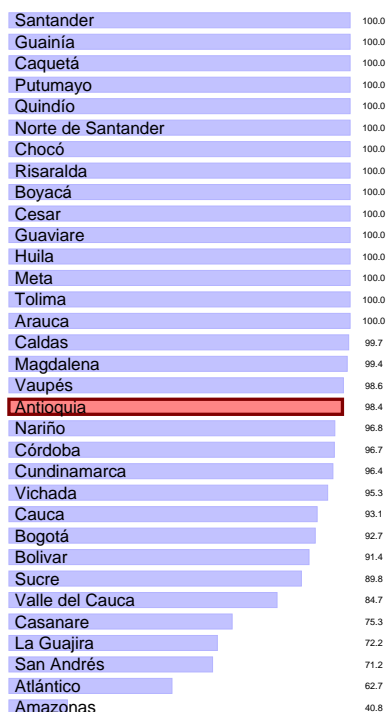 Santander 100.0
Guainía 100.0
Caquetá 100.0
Putumayo 100.0
Quindío 100.0
Norte de Santander 100.0
Chocó 100.0
Risaralda 100.0
Boyacá 100.0
Cesar 100.0
Guaviare 100.0
Huila 100.0
Meta 100.0
Tolima 100.0
Arauca 100.0
Caldas 99.7
Magdalena 99.4
Vaupés 98.6
Antioquia 98.4
Nariño 96.8
Córdoba 96.7
Cundinamarca 96.4
Vichada 95.3
Cauca 93.1
Bogotá 92.7
Bolivar 91.4
Sucre 89.8
Valle del Cauca 84.7
Casanare 75.3
La Guajira 72.2
San Andrés 71.2
Atlántico 62.7
Amazonas 40.8